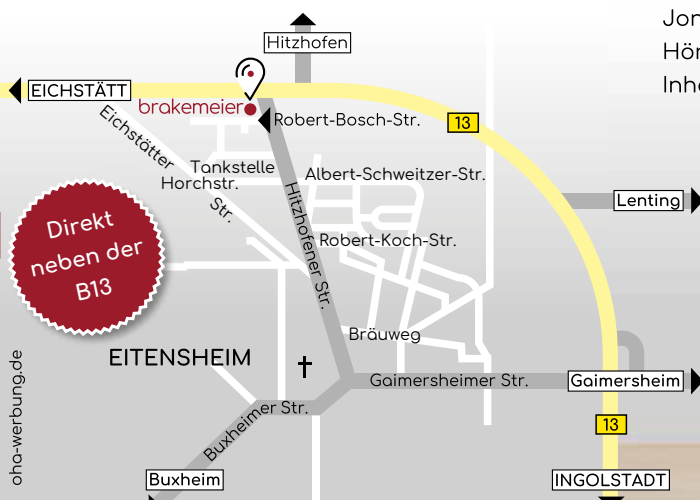 Jor
Hör
Inh
Hitzhofen
EICHSTÄTT
brakemeier
Robert-Bosch-Str.
13
Eichstätter
Str.
Tankstelle
Horchstr.
Albert-Schweitzer-Str.
Lenting
Hitzhofener Str.
Direkt
neben der
B13
Robert-Koch-Str.
Bräuweg
EITENSHEIM
Gaimersheimer Str.
Gaimersheim
Buxheimer Str.
13
Buxheim
INGOLSTADT
oha-werbung.de